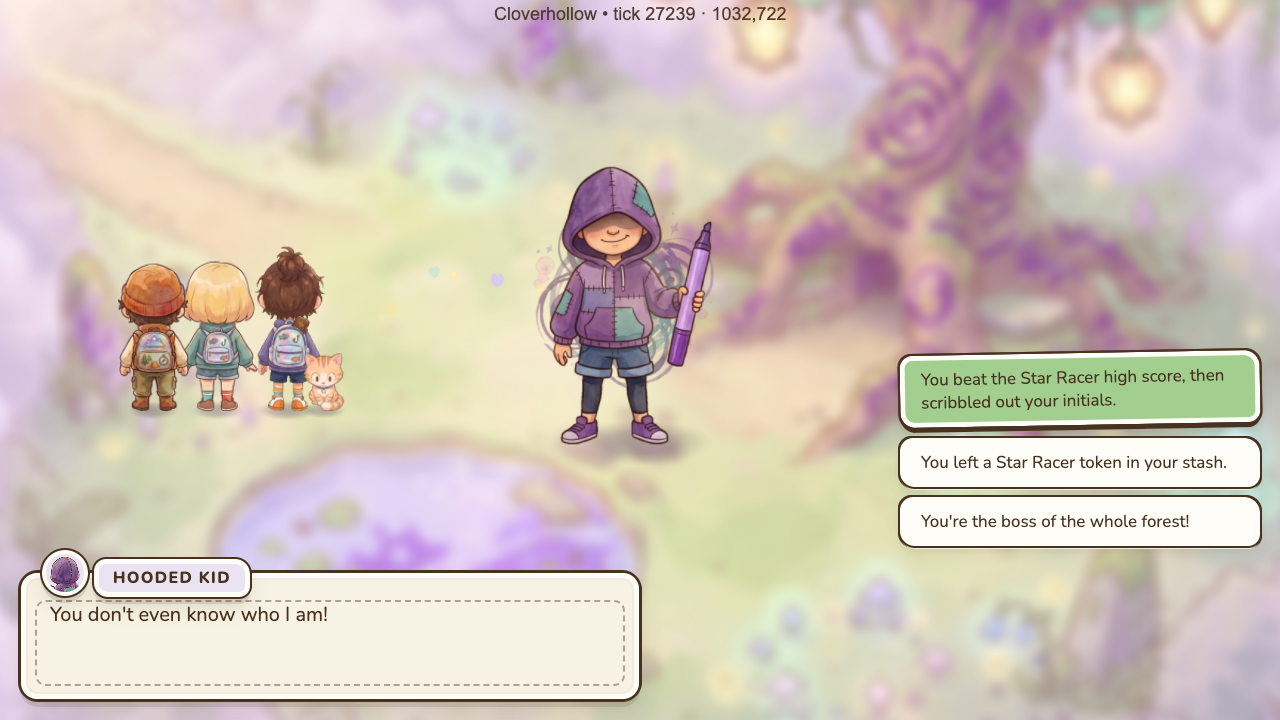 Cloverhollow • tick 27239 · 1032,722
You beat the Star Racer high score, then
scribbled out your initials.
You left a Star Racer token in your stash.
You're the boss of the whole forest!
HOODED KID
You don't even know who I am!